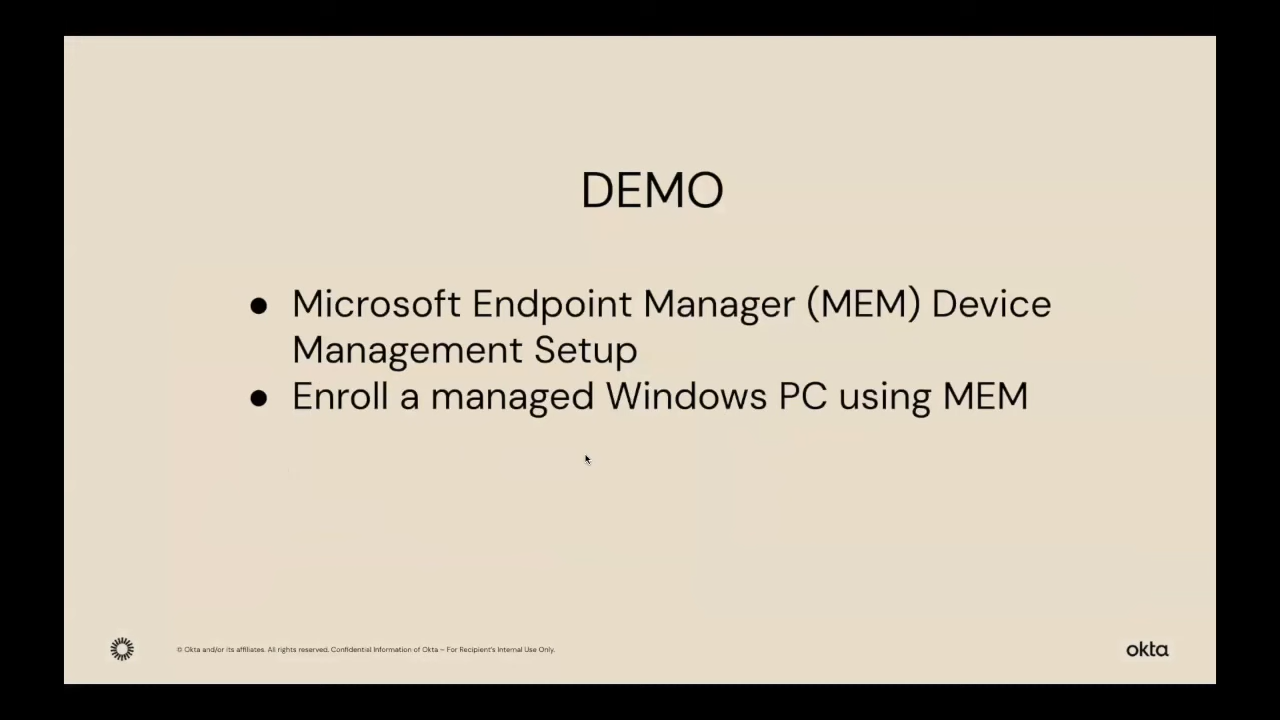 DEMO
● Microsoft Endpoint Manager (MEM) Device
Management Setup
● Enroll a managed Windows PC using MEM
© Okta and/or its affiliates. All rights reserved. Confidential Information of Okta – For Recipient's Internal Use Only.
okta